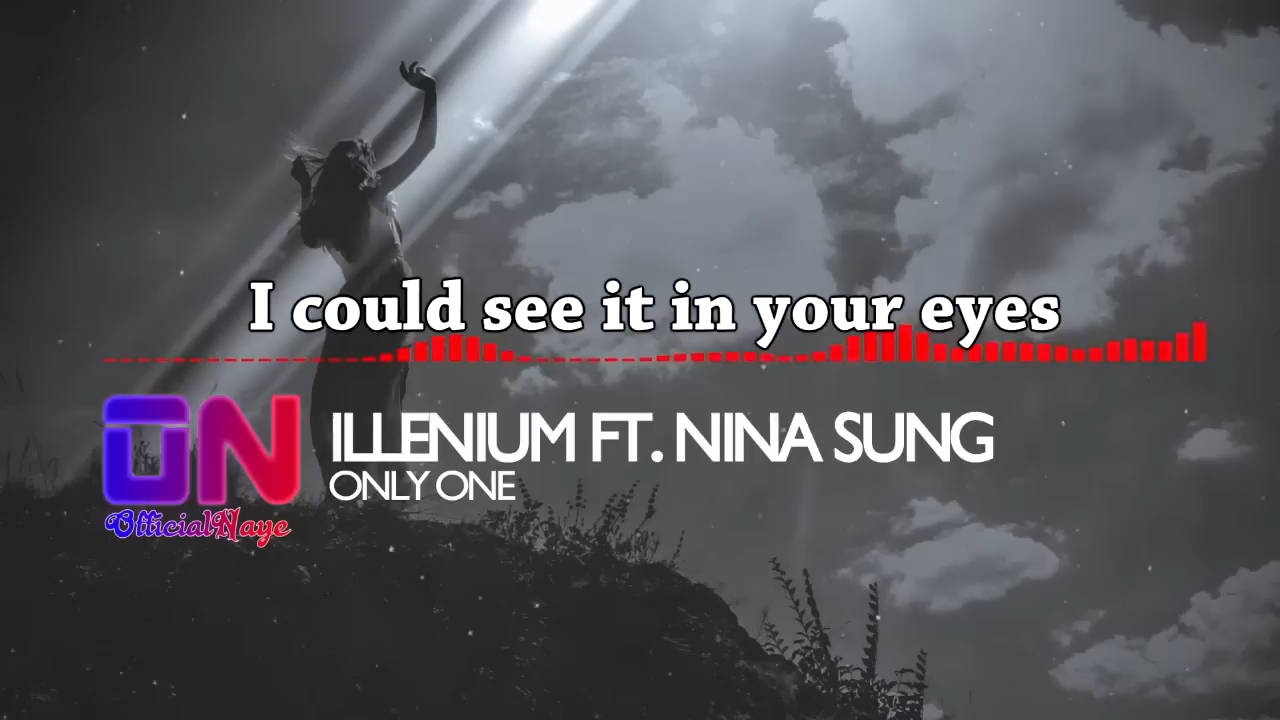 I could see it in your eyes
ON
ILLENIUM FT. NINA SUNG
ONLY ONE
OfficialNaye